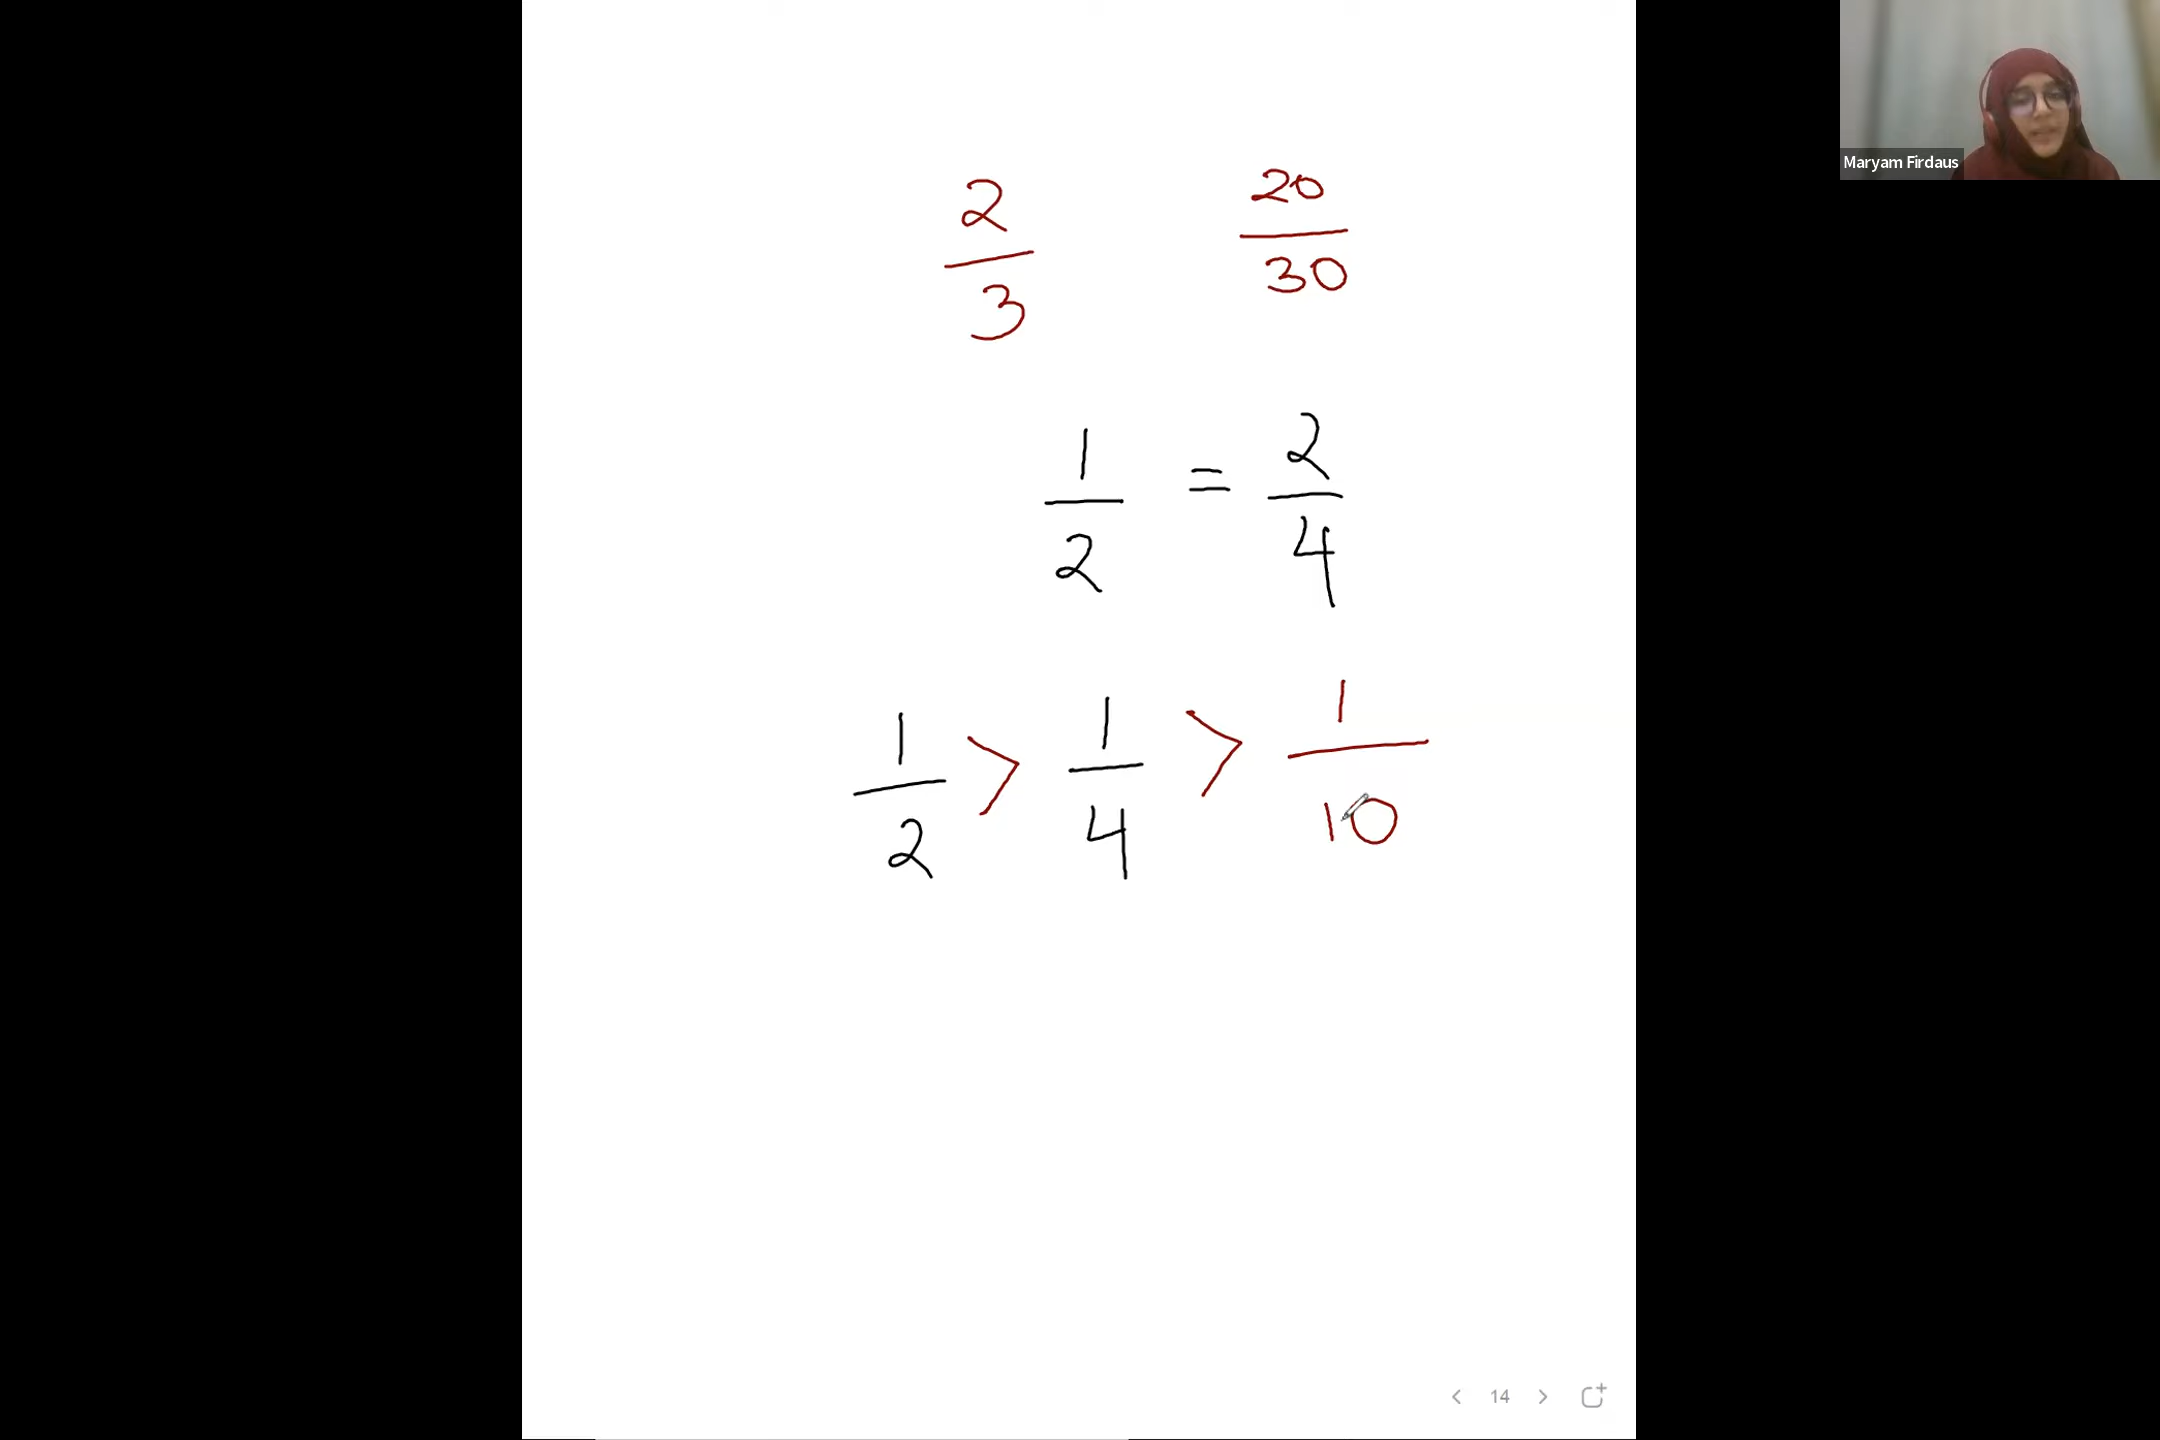 Maryam Firdaus
2/3 20/30
1/2 = 2/4
1/2 > 1/4 > 1/10
14